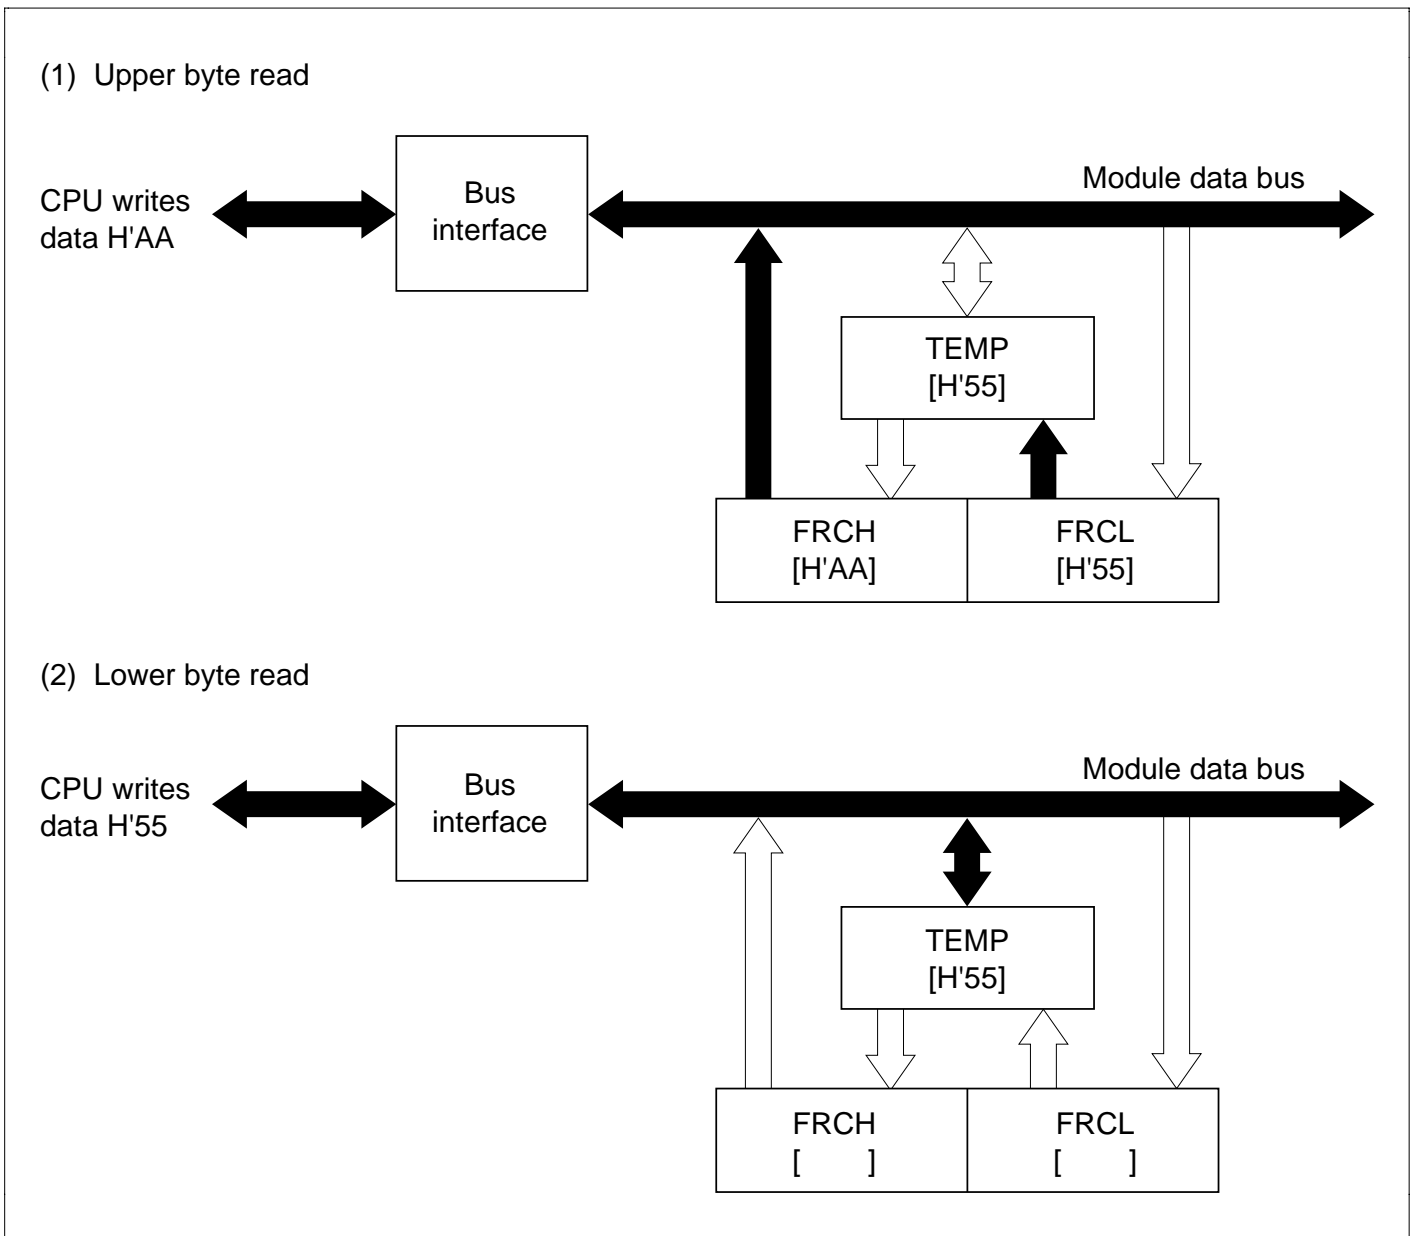 (1) Upper byte read
CPU writes
data H'AA
Bus
interface
Module data bus
TEMP
[H'55]
FRCH
[H'AA]
FRCL
[H'55]
(2) Lower byte read
CPU writes
data H'55
Bus
interface
Module data bus
TEMP
[H'55]
FRCH
[ ]
FRCL
[ ]